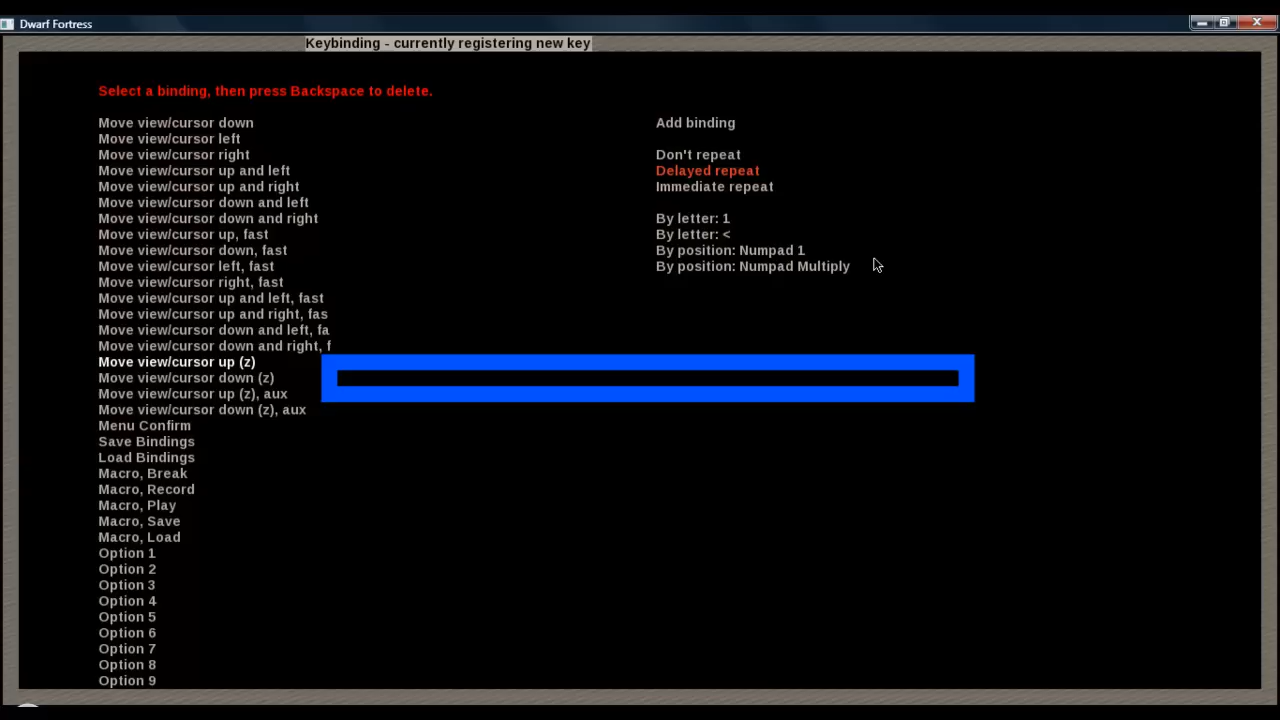 Dwarf Fortress
Keybinding - currently registering new key
Select a binding, then press Backspace to delete.
Move view/cursor down
Move view/cursor left
Move view/cursor right
Move view/cursor up and left
Move view/cursor up and right
Move view/cursor down and left
Move view/cursor down and right
Move view/cursor up, fast
Move view/cursor down, fast
Move view/cursor left, fast
Move view/cursor right, fast
Move view/cursor up and left, fast
Move view/cursor up and right, fas
Move view/cursor down and left, fa
Move view/cursor down and right, f
Move view/cursor up (z)
Move view/cursor down (z)
Move view/cursor up (z), aux
Move view/cursor down (z), aux
Menu Confirm
Save Bindings
Load Bindings
Macro, Break
Macro, Record
Macro, Play
Macro, Save
Macro, Load
Option 1
Option 2
Option 3
Option 4
Option 5
Option 6
Option 7
Option 8
Option 9
Add binding
Don't repeat
Delayed repeat
Immediate repeat
By letter: 1
By letter: <
By position: Numpad 1
By position: Numpad Multiply